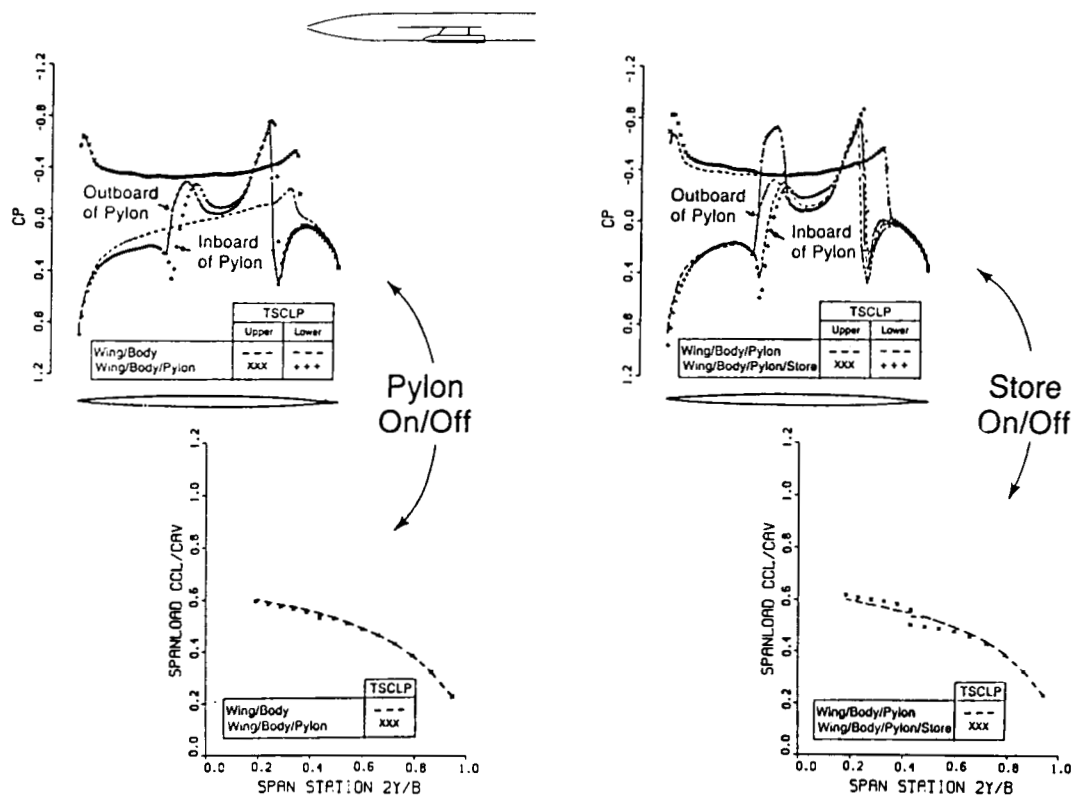 -1.2
-0.8
-0.4
0.0
0.4
0.8
1.2
CP
Outboard
of Pylon
Inboard
of Pylon
TSCLP
Upper Lower
Wing/Body --- ---
Wing/Body/Pylon xxx +++
Pylon
On/Off
1.2
1.0
0.8
0.6
0.4
0.2
0.0
SPANLOAD CCL/CAV
TSCLP
Wing/Body ---
Wing/Body/Pylon xxx
0.0 0.2 0.4 0.6 0.8 1.0
SPAN STATION 2Y/B
-1.2
-0.8
-0.4
0.0
0.4
0.8
1.2
CP
Outboard
of Pylon
Inboard
of Pylon
TSCLP
Upper Lower
Wing/Body/Pylon --- ---
Wing/Body/Pylon/Store xxx +++
Store
On/Off
1.2
1.0
0.8
0.6
0.4
0.2
0.0
SPANLOAD CCL/CAV
TSCLP
Wing/Body/Pylon ---
Wing/Body/Pylon/Store xxx
0.0 0.2 0.4 0.6 0.8 1.0
SPAN STATION 2Y/B